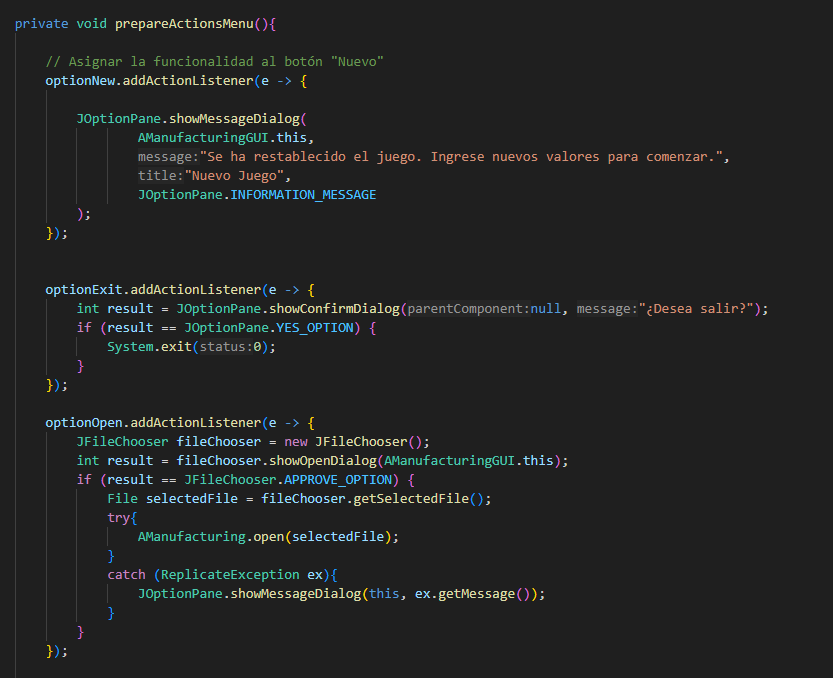 private void prepareActionsMenu(){
// Asignar la funcionalidad al botón "Nuevo"
optionNew.addActionListener(e -> {
JOptionPane.showMessageDialog(
AManufacturingGUI.this,
message:"Se ha restablecido el juego. Ingrese nuevos valores para comenzar.",
title:"Nuevo Juego",
JOptionPane.INFORMATION_MESSAGE
);
});
optionExit.addActionListener(e -> {
int result = JOptionPane.showConfirmDialog(parentComponent:null, message:"¿Desea salir?");
if (result == JOptionPane.YES_OPTION) {
System.exit(status:0);
}
});
optionOpen.addActionListener(e -> {
JFileChooser fileChooser = new JFileChooser();
int result = fileChooser.showOpenDialog(AManufacturingGUI.this);
if (result == JFileChooser.APPROVE_OPTION) {
File selectedFile = fileChooser.getSelectedFile();
try{
AManufacturing.open(selectedFile);
}
catch (ReplicateException ex){
JOptionPane.showMessageDialog(this, ex.getMessage());
}
}
});